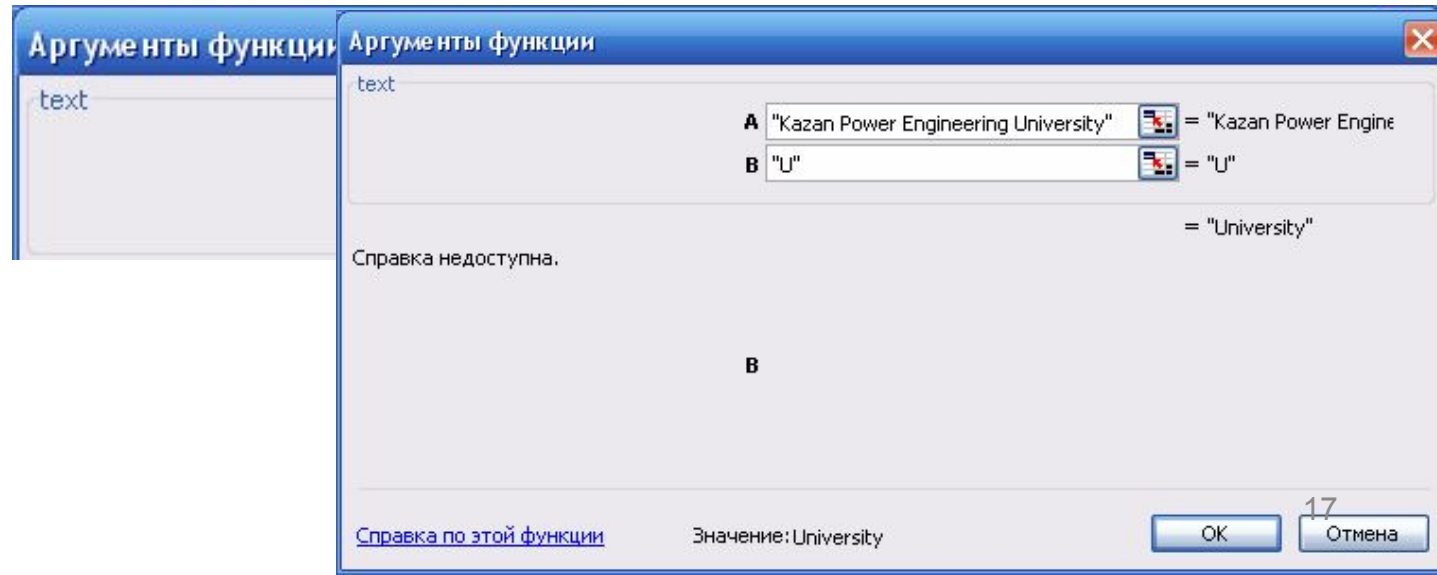 Аргументы функции
text
Аргументы функции
text
A "Kazan Power Engineering University" = "Kazan Power Engine
B "U" = "U"
= "University"
Справка недоступна.
B
Справка по этой функции Значение: University OK Отмена
17